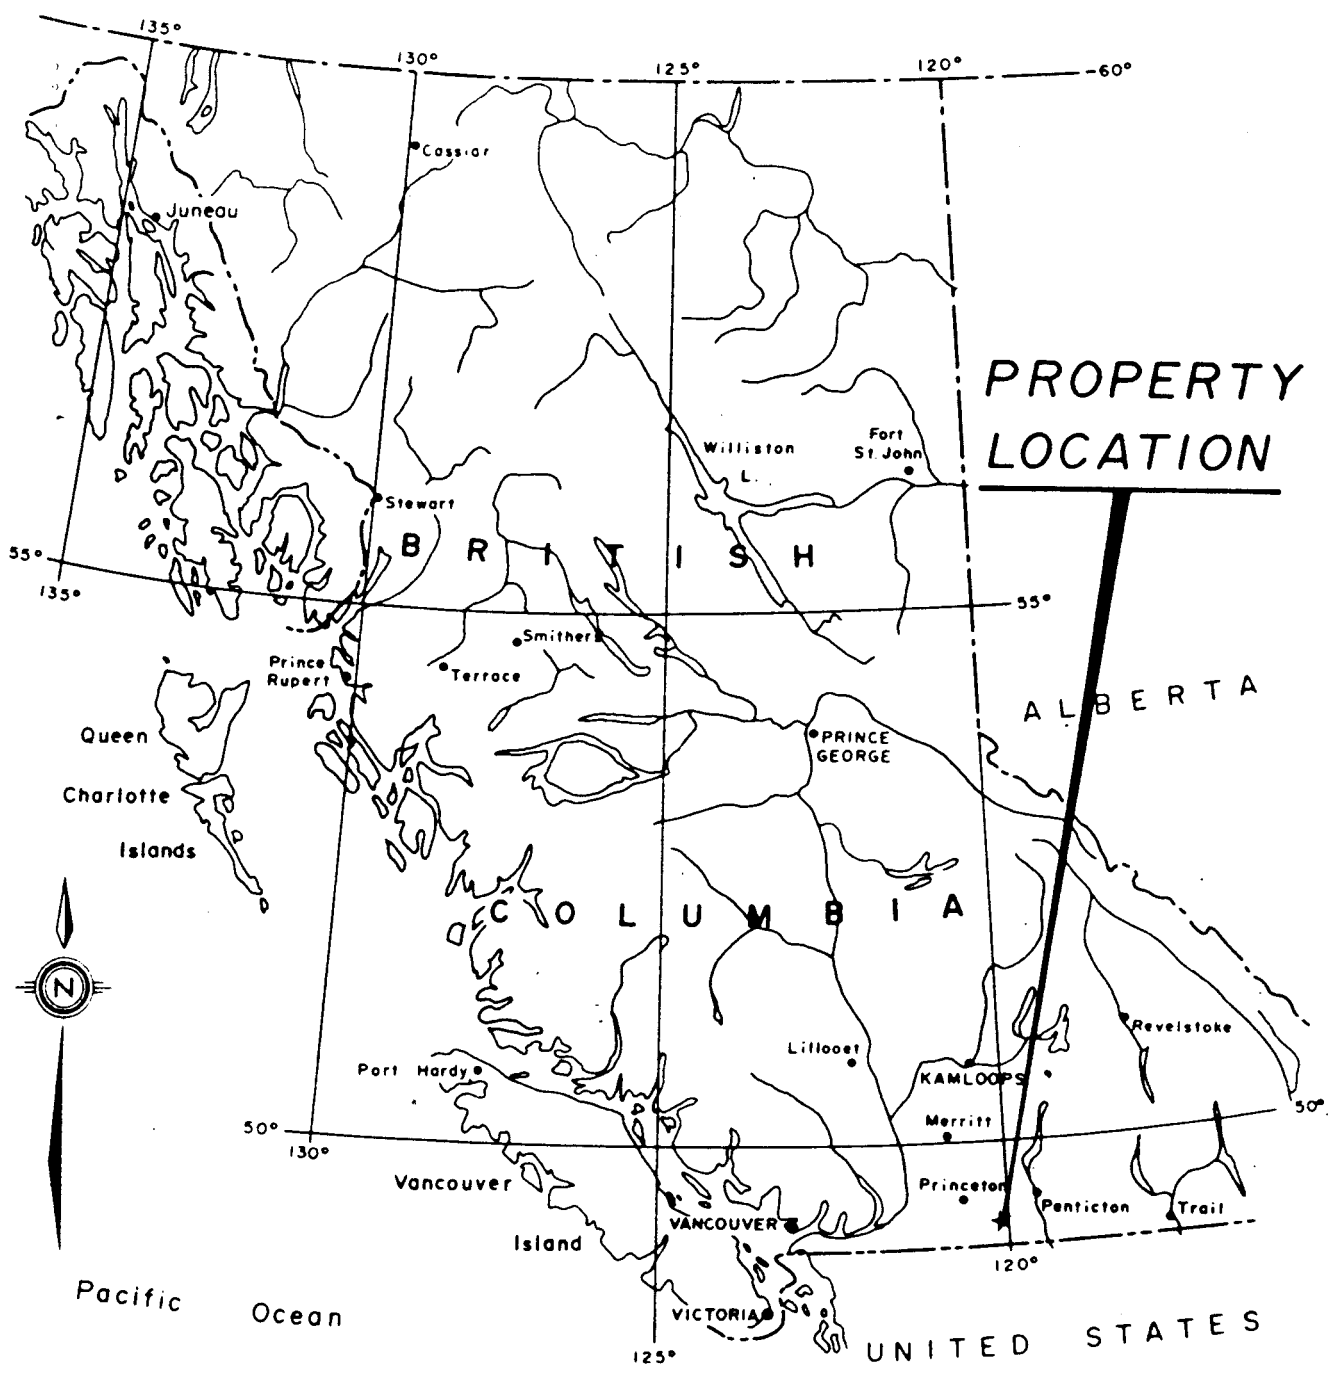 135°
130°
125°
120°
60°
Cassiar
Juneau
PROPERTY
LOCATION
Williston
L.
Fort
St. John
Stewart
BRITISH
55°
135°
55°
Smithers
Terrace
Prince
Rupert
ALBERTA
Queen
Charlotte
Islands
PRINCE
GEORGE
COLUMBIA
N
Revelstoke
Lillooet
Port Hardy
KAMLOOPS
Merritt
50°
50°
130°
Vancouver
Island
Princeton
Penticton
Trail
VANCOUVER
120°
Pacific Ocean
VICTORIA
125°
UNITED STATES